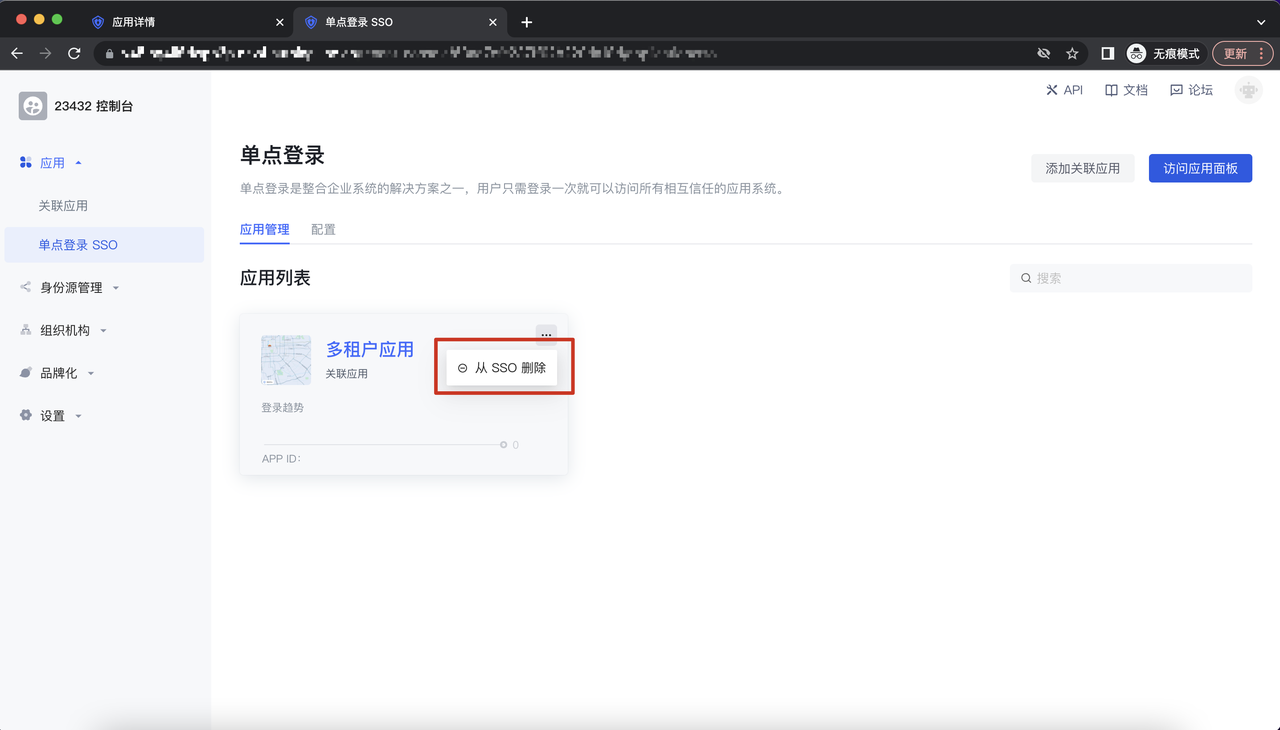 应用详情
单点登录 SSO
无痕模式
更新
23432 控制台
API
文档
论坛
应用
关联应用
单点登录 SSO
身份源管理
组织机构
品牌化
设置
单点登录
单点登录是整合企业系统的解决方案之一，用户只需登录一次就可以访问所有相互信任的应用系统。
添加关联应用
访问应用面板
应用管理
配置
应用列表
搜索
多租户应用
关联应用
从 SSO 删除
登录趋势
0
APP ID: